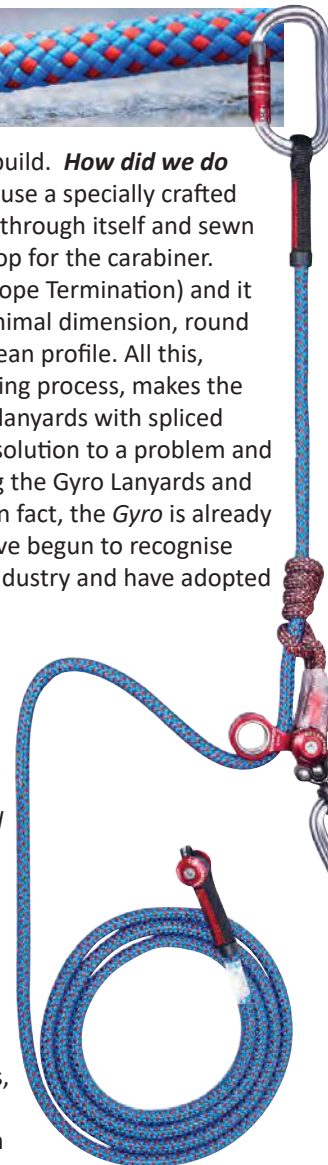 build. How did we do
use a specially crafted
through itself and sewn
op for the carabiner.
ope Termination) and it
nimal dimension, round
ean profile. All this,
ing process, makes the
lanyards with spliced
solution to a problem and
g the Gyro Lanyards and
n fact, the Gyro is already
ve begun to recognise
ndustry and have adopted
s,